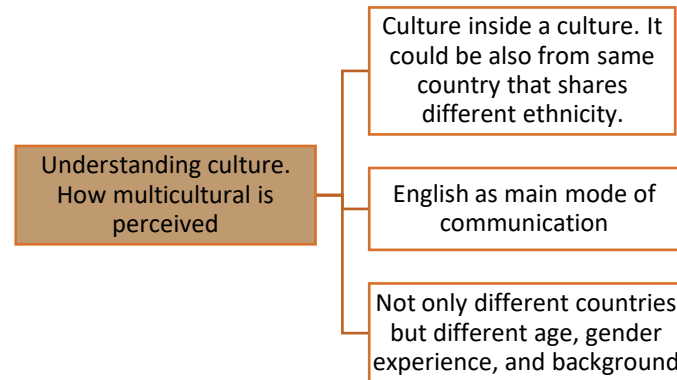 Culture inside a culture. It
could be also from same
country that shares
different ethnicity.
Understanding culture.
How multicultural is
perceived
English as main mode of
communication
Not only different countries
but different age, gender
experience, and background